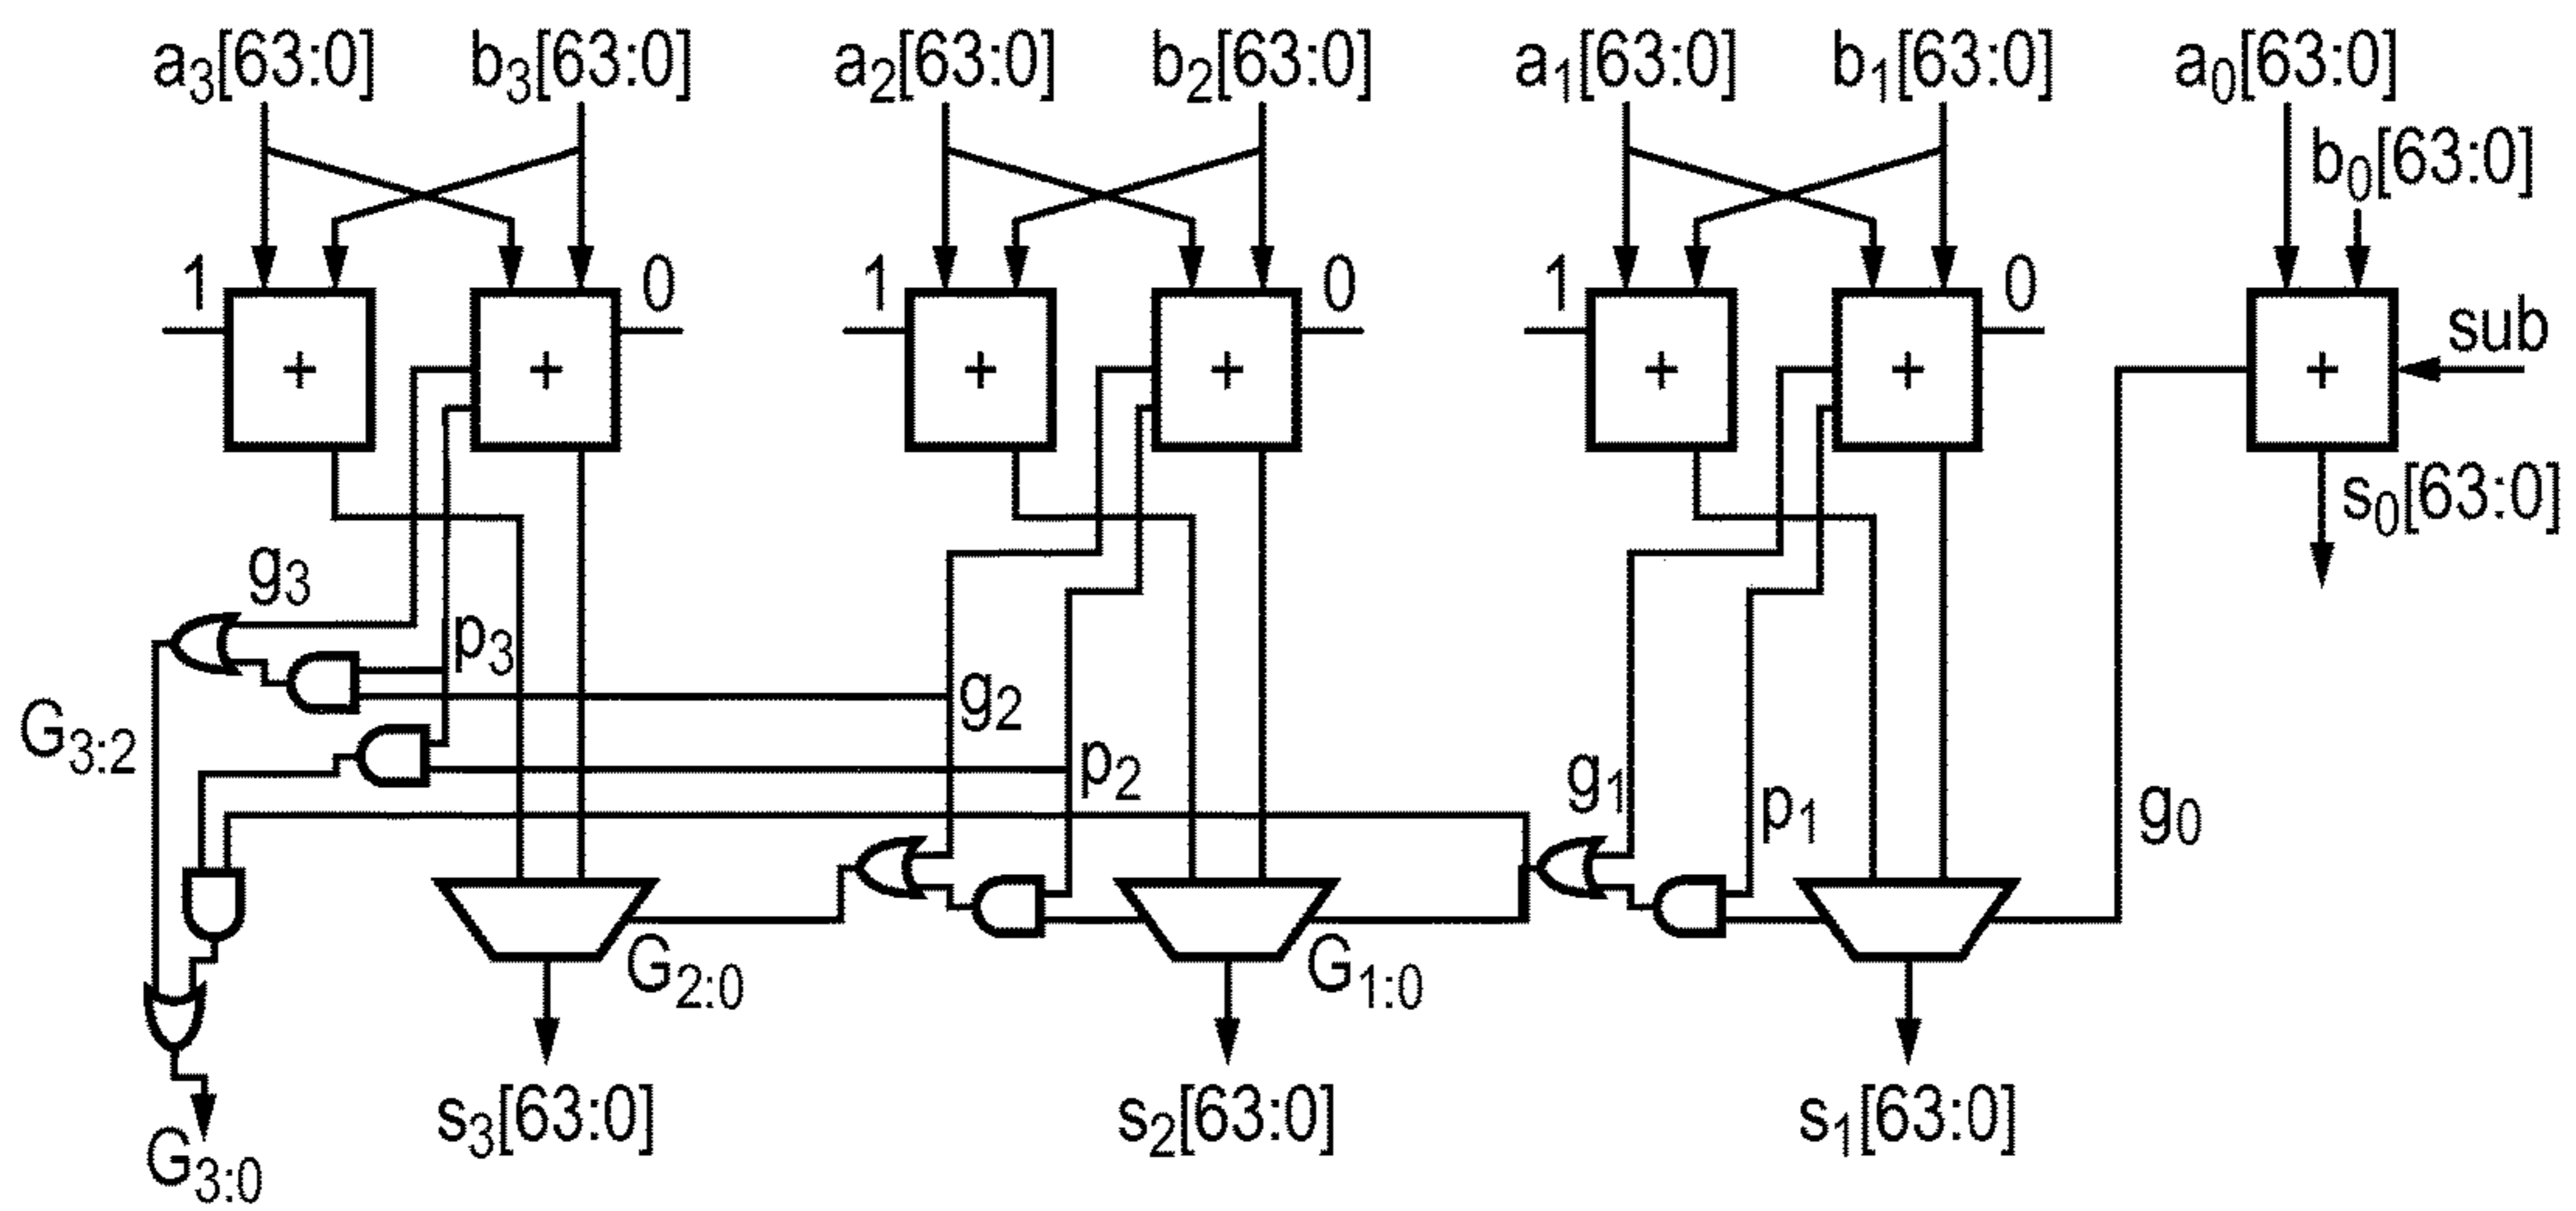 a3[63:0] b3[63:0] a2[63:0] b2[63:0] a1[63:0] b1[63:0] a0[63:0]
b0[63:0]
1 0 1 0 1 0
sub
+ + + + + + +
s0[63:0]
g3
p3
g2
G3:2
p2
g1
p1
g0
G2:0
G1:0
s3[63:0] s2[63:0] s1[63:0]
G3:0